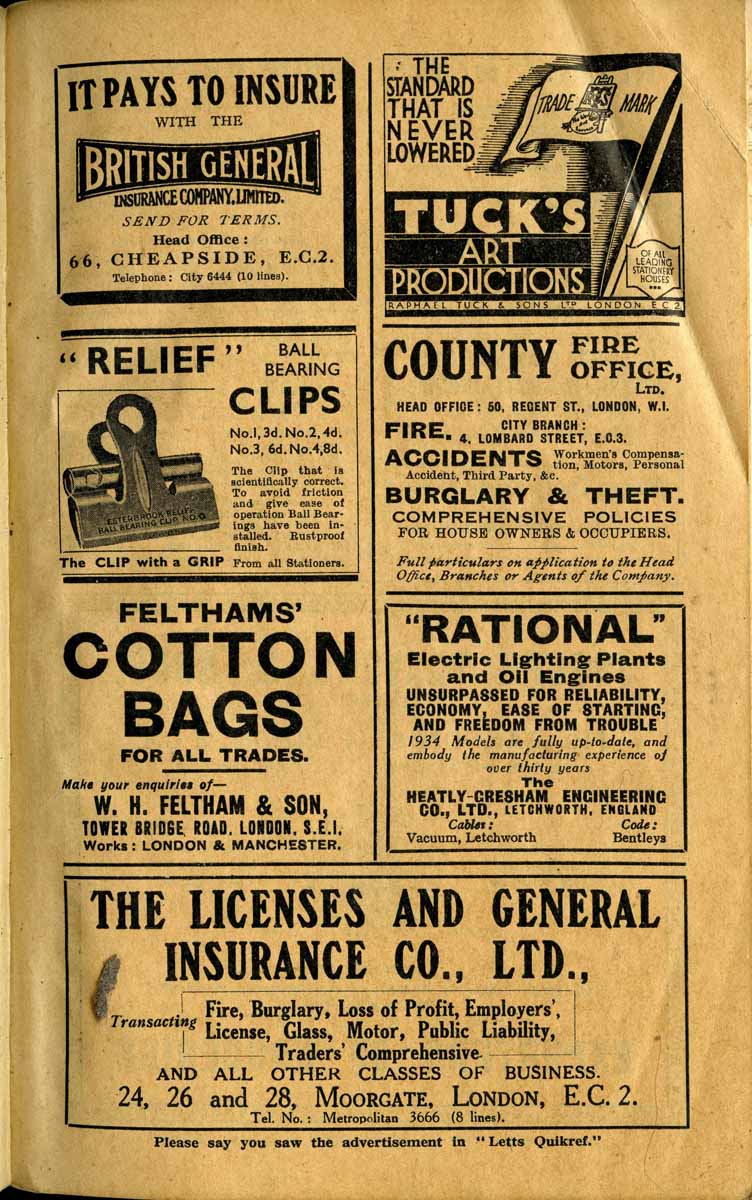 IT PAYS TO INSURE
WITH THE
BRITISH GENERAL
INSURANCE COMPANY, LIMITED.
SEND FOR TERMS.
Head Office:
66, CHEAPSIDE, E.C.2.
Telephone: City 6444 (10 lines).
THE
STANDARD
THAT IS
NEVER
LOWERED
TRADE MARK
TUCK'S
ART
PRODUCTIONS
OF ALL
LEADING
STATIONERY
HOUSES
RAPHAEL TUCK & SONS LTD LONDON EC2
"RELIEF" BALL
BEARING
CLIPS
No.1, 3d. No.2, 4d.
No.3, 6d. No.4, 8d.
The Clip that is
scientifically correct.
To avoid friction
and give ease of
operation Ball Bear-
ings have been in-
stalled. Rustproof
finish.
ESTERBROOK RELIEF
BALL BEARING CLIP NO
The CLIP with a GRIP From all Stationers.
COUNTY FIRE
OFFICE,
LTD.
HEAD OFFICE: 50, REGENT ST., LONDON, W.1.
FIRE. CITY BRANCH:
4, LOMBARD STREET, E.C.3.
ACCIDENTS Workmen's Compensa-
tion, Motors, Personal
Accident, Third Party, &c.
BURGLARY & THEFT.
COMPREHENSIVE POLICIES
FOR HOUSE OWNERS & OCCUPIERS.
Full particulars on application to the Head
Office, Branches or Agents of the Company.
FELTHAMS'
COTTON
BAGS
FOR ALL TRADES.
Make your enquiries of—
W. H. FELTHAM & SON,
TOWER BRIDGE ROAD, LONDON, S.E.1.
Works: LONDON & MANCHESTER.
"RATIONAL"
Electric Lighting Plants
and Oil Engines
UNSURPASSED FOR RELIABILITY,
ECONOMY, EASE OF STARTING,
AND FREEDOM FROM TROUBLE
1934 Models are fully up-to-date, and
embody the manufacturing experience of
over thirty years
The
HEATLY-GRESHAM ENGINEERING
CO., LTD., LETCHWORTH, ENGLAND
Cables: Code:
Vacuum, Letchworth Bentleys
THE LICENSES AND GENERAL
INSURANCE CO., LTD.,
Transacting Fire, Burglary, Loss of Profit, Employers',
License, Glass, Motor, Public Liability,
Traders' Comprehensive
AND ALL OTHER CLASSES OF BUSINESS.
24, 26 and 28, MOORGATE, LONDON, E.C. 2.
Tel. No.: Metropolitan 3666 (8 lines).
Please say you saw the advertisement in "Letts Quikref."